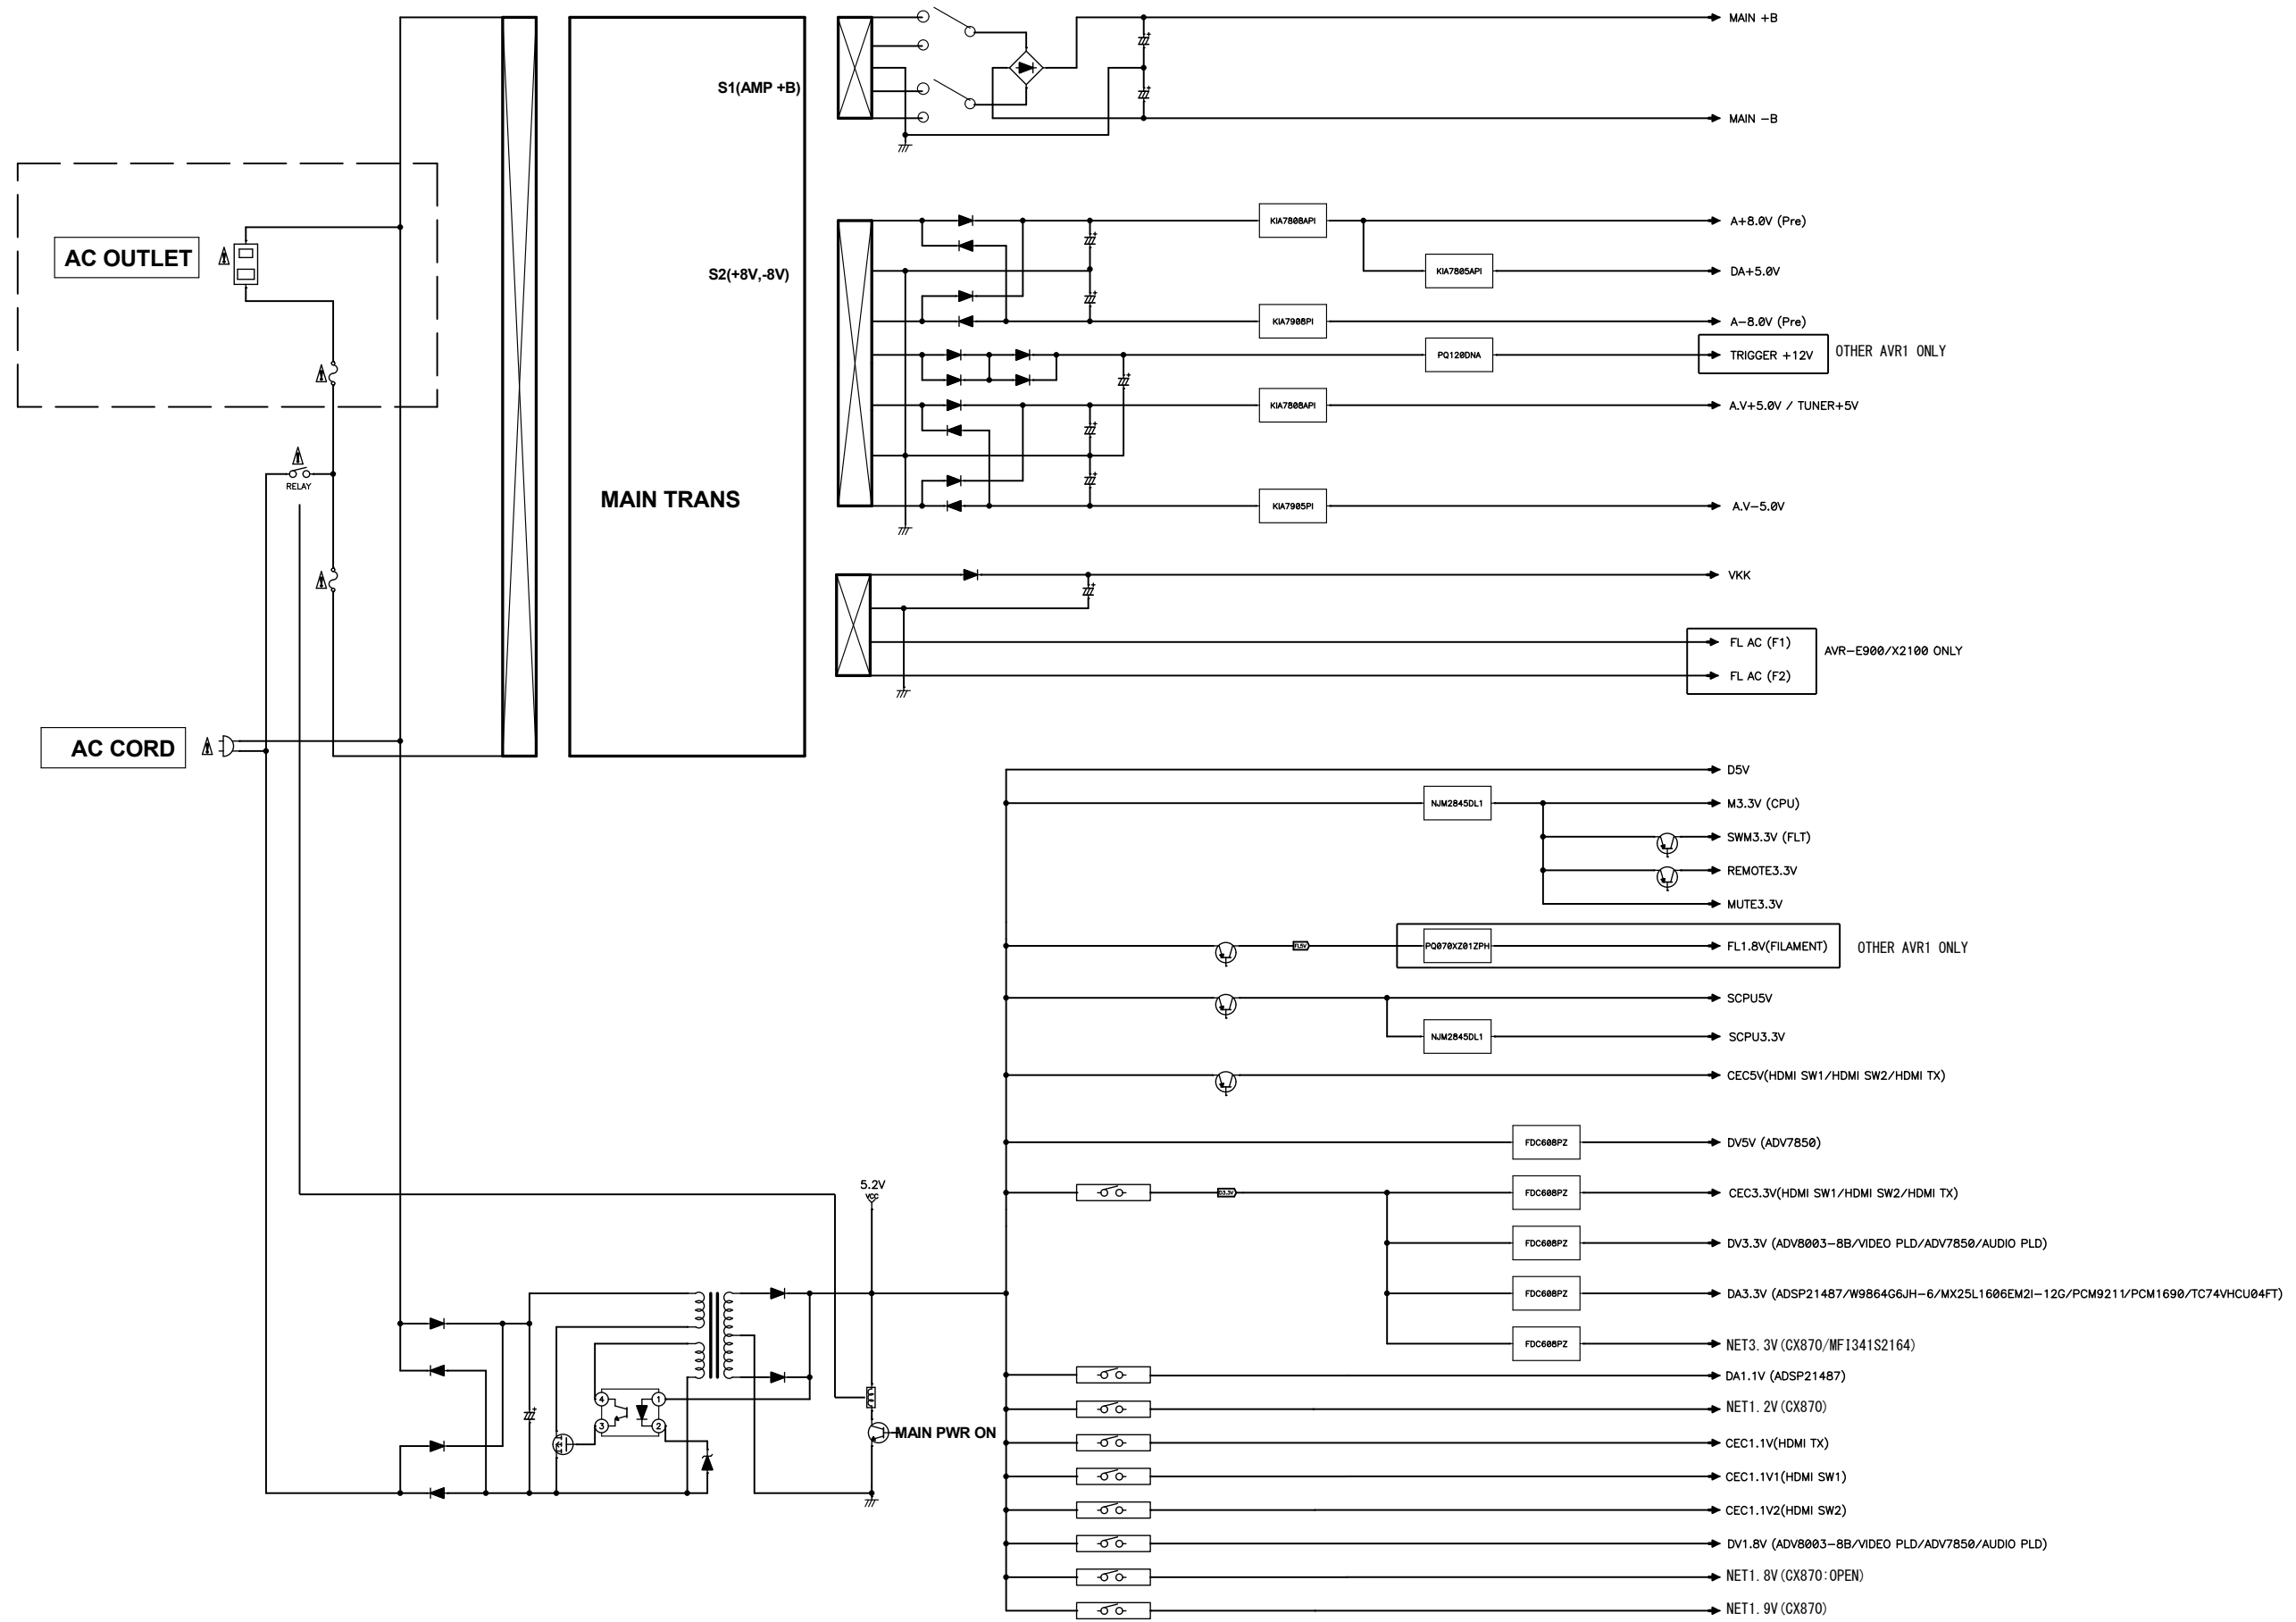 MAIN +B
S1(AMP +B)
MAIN -B
KIA7808API
A+8.0V (Pre)
AC OUTLET
S2(+8V,-8V)
KIA7805API
DA+5.0V
KIA7908PI
A-8.0V (Pre)
PQ120DNA
TRIGGER +12V
OTHER AVR1 ONLY
KIA7808API
A.V+5.0V / TUNER+5V
RELAY
MAIN TRANS
KIA7905PI
A.V-5.0V
VKK
FL AC (F1)
AVR-E900/X2100 ONLY
FL AC (F2)
AC CORD
D5V
NJM2845DL1
M3.3V (CPU)
SWM3.3V (FLT)
REMOTE3.3V
MUTE3.3V
FL5V
PQ070XZ01ZPH
FL1.8V(FILAMENT)
OTHER AVR1 ONLY
SCPU5V
NJM2845DL1
SCPU3.3V
CEC5V(HDMI SW1/HDMI SW2/HDMI TX)
FDC608PZ
DV5V (ADV7850)
5.2V
VCC
D3.3V
FDC608PZ
CEC3.3V(HDMI SW1/HDMI SW2/HDMI TX)
FDC608PZ
DV3.3V (ADV8003-8B/VIDEO PLD/ADV7850/AUDIO PLD)
FDC608PZ
DA3.3V (ADSP21487/W9864G6JH-6/MX25L1606EM2I-12G/PCM9211/PCM1690/TC74VHCU04FT)
FDC608PZ
NET3.3V(CX870/MFI341S2164)
DA1.1V (ADSP21487)
4
1
NET1.2V(CX870)
3
2
MAIN PWR ON
CEC1.1V(HDMI TX)
CEC1.1V1(HDMI SW1)
CEC1.1V2(HDMI SW2)
DV1.8V (ADV8003-8B/VIDEO PLD/ADV7850/AUDIO PLD)
NET1.8V(CX870:OPEN)
NET1.9V(CX870)